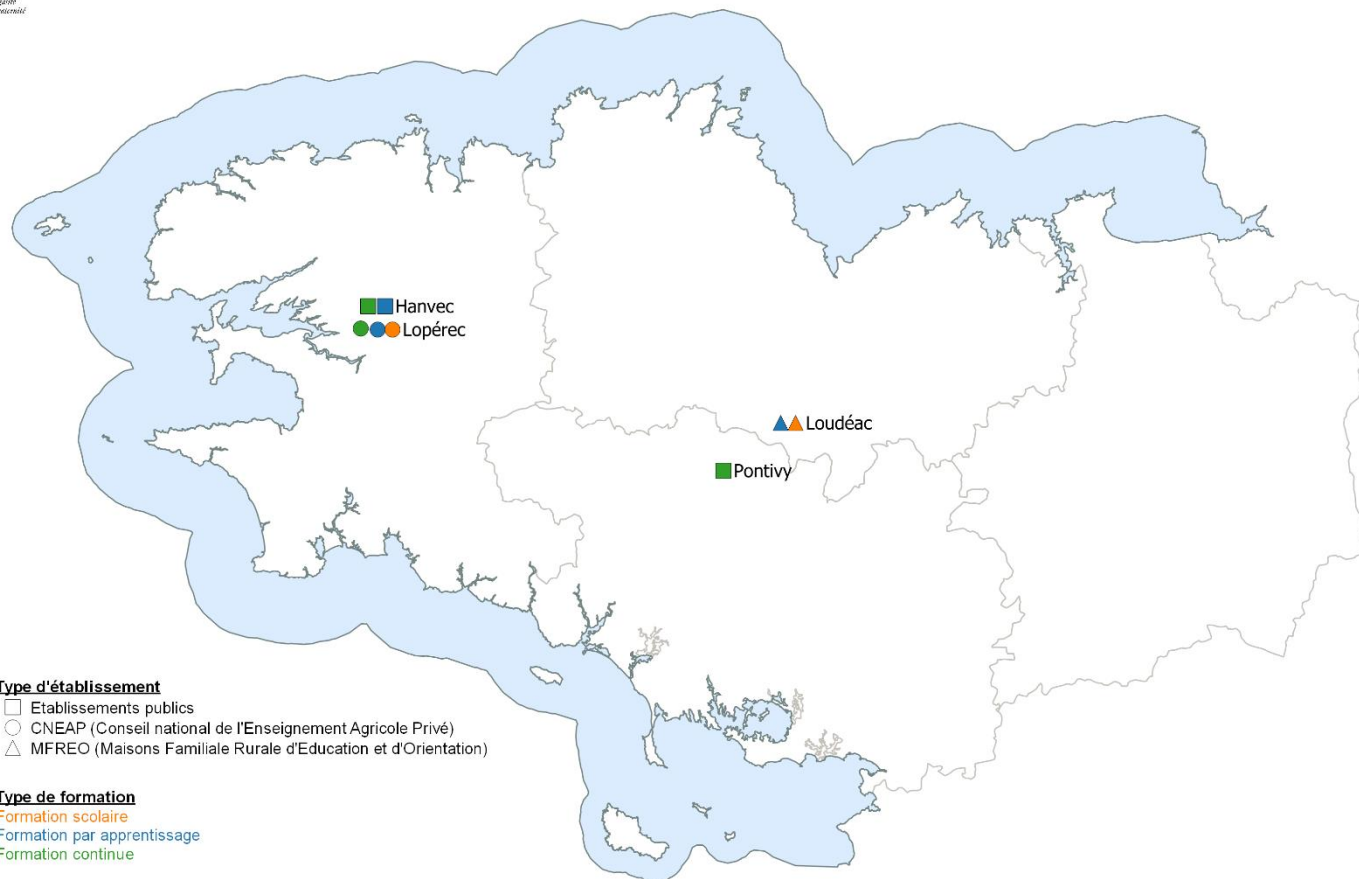 Hanvec
Lopérec
Loudéac
Pontivy
Type d'établissement
Etablissements publics
CNEAP (Conseil national de l'Enseignement Agricole Privé)
MFREO (Maisons Familiale Rurale d'Education et d'Orientation)
Type de formation
Formation scolaire
Formation par apprentissage
Formation continue